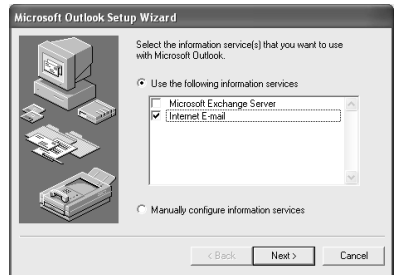 Microsoft Outlook Setup Wizard
Select the information service(s) that you want to use
with Microsoft Outlook.
Use the following information services
Microsoft Exchange Server
Internet E-mail
Manually configure information services
< Back Next > Cancel